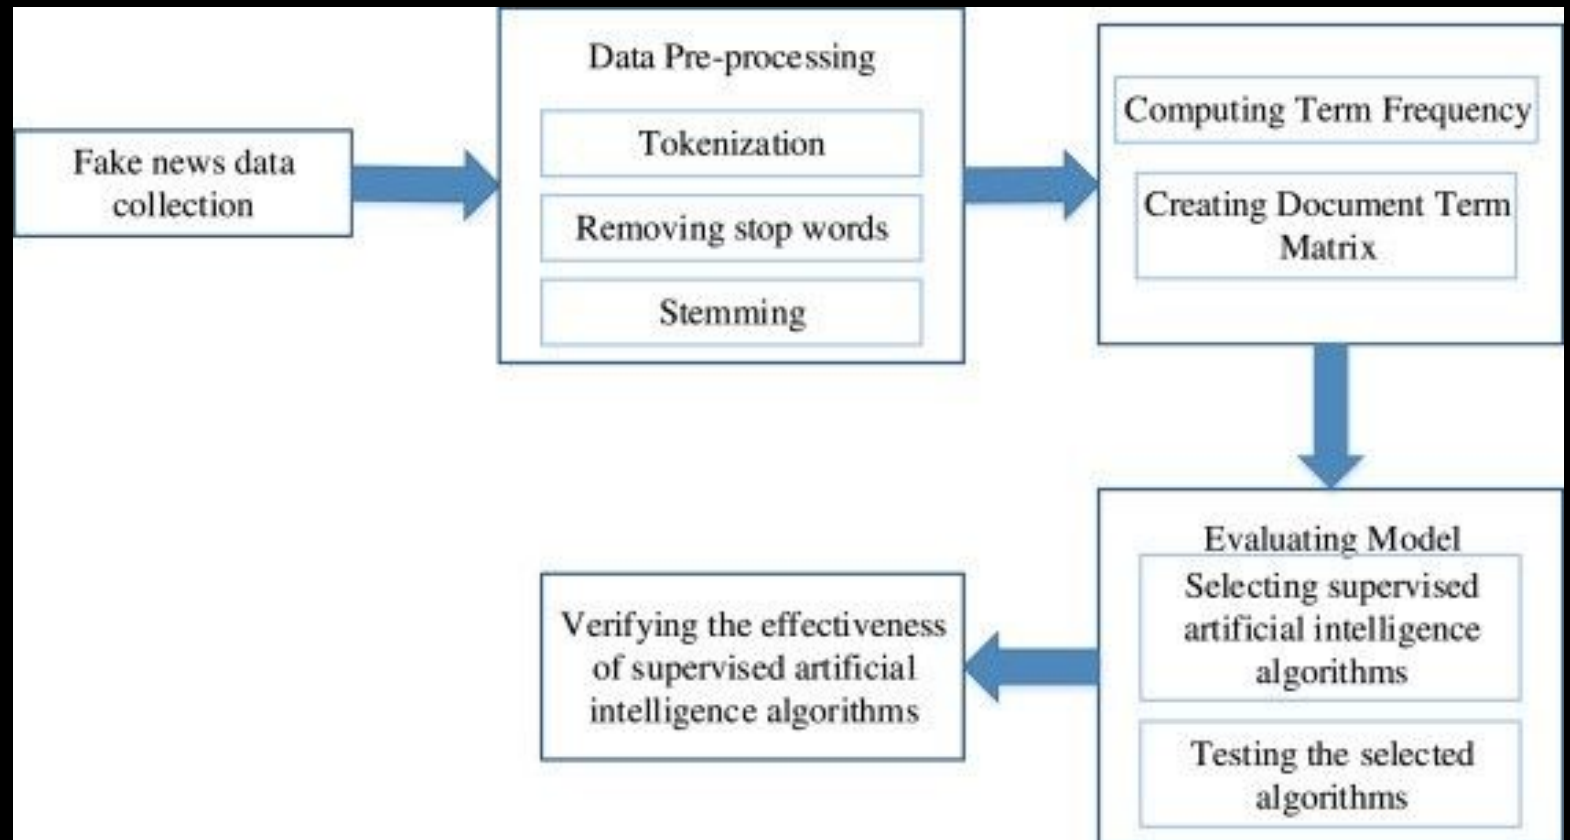 Fake news data
collection
Data Pre-processing
Tokenization
Removing stop words
Stemming
Computing Term Frequency
Creating Document Term
Matrix
Evaluating Model
Selecting supervised
artificial intelligence
algorithms
Testing the selected
algorithms
Verifying the effectiveness
of supervised artificial
intelligence algorithms